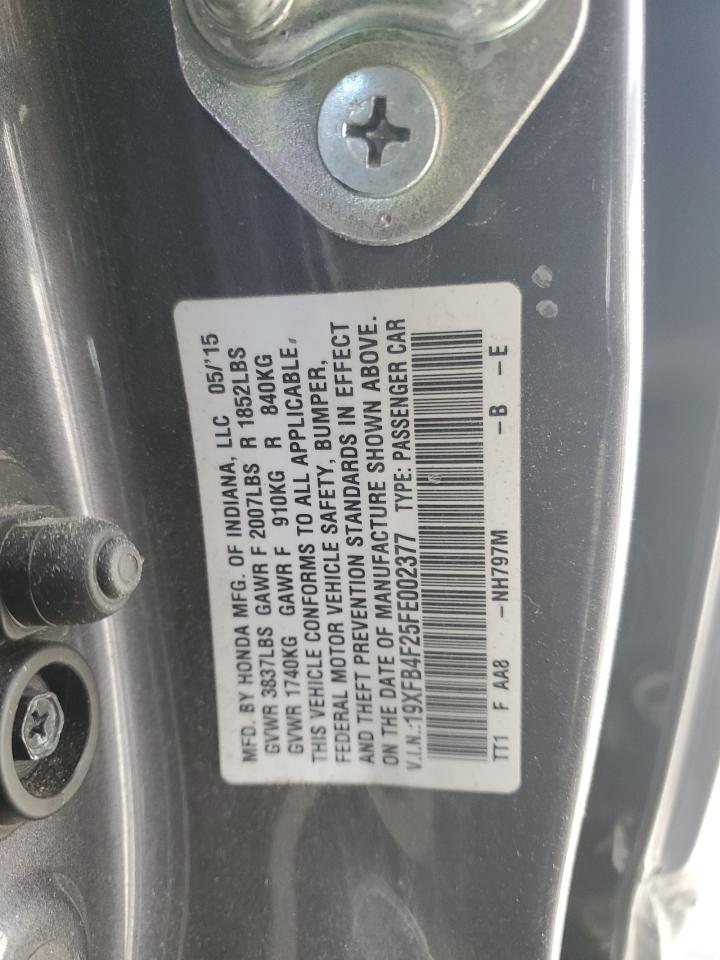 MFD. BY HONDA MFG. OF INDIANA, LLC 05/'15
GVWR 3837LBS GAWR F 2007LBS R 1852LBS
GVWR 1740KG GAWR F 910KG R 840KG
THIS VEHICLE CONFORMS TO ALL APPLICABLE
FEDERAL MOTOR VEHICLE SAFETY, BUMPER,
AND THEFT PREVENTION STANDARDS IN EFFECT
ON THE DATE OF MANUFACTURE SHOWN ABOVE.
V.I.N.:19XFB4F25FE002377 TYPE: PASSENGER CAR
TT1 F AA8 -NH797M -B -E